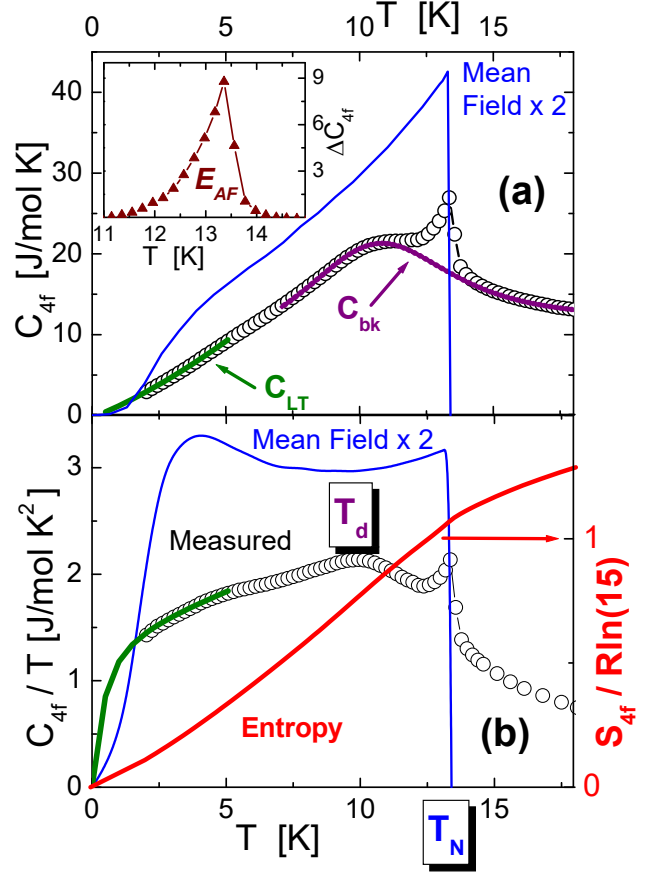 0 5 T [K] 15
C4f [J/mol K]
40
30
20
10
0
11 12 13 14
T [K]
9
6
3
ΔC4f
EAF
Mean
Field x 2
(a)
Cbk
CLT
Mean Field x 2
Td
Measured
Entropy
(b)
C4f / T [J/mol K2]
3
2
1
0
1
0
S4f / Rln(15)
0 5 10 15
T [K]
TN